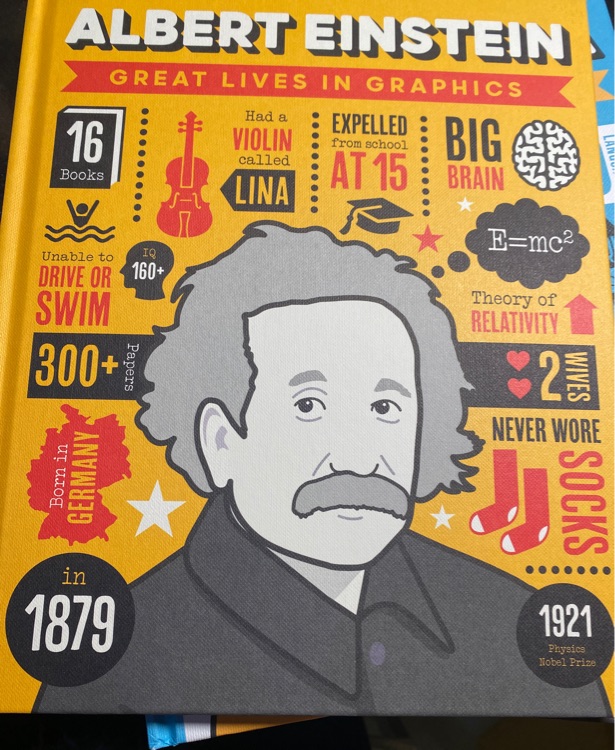 ALBERT EINSTEIN
GREAT LIVES IN GRAPHICS
16
Books
Had a
VIOLIN
called
LINA
EXPELLED
from school
AT 15
BIG
BRAIN
E=mc²
Unable to
DRIVE OR
SWIM
IQ
160+
Theory of
RELATIVITY
300+
Papers
2
WIVES
NEVER WORE
SOCKS
Born in
GERMANY
in
1879
1921
Physics
Nobel Prize